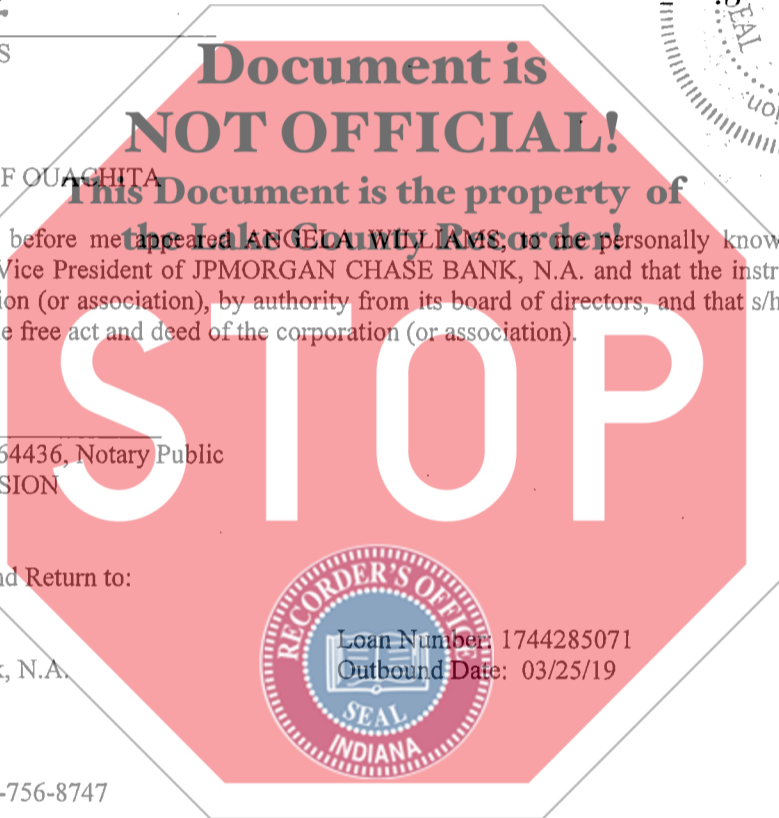 S
Document is
NOT OFFICIAL!
SEAL
F OUACHITA
This Document is the property of
the Lake County Recorder!
before me appeared ANGELA WILLIAMS, to me personally know
Vice President of JPMORGAN CHASE BANK, N.A. and that the instr
ion (or association), by authority from its board of directors, and that s/h
e free act and deed of the corporation (or association).
STOP
64436, Notary Public
SION
nd Return to:
RECORDER'S OFFICE
Loan Number: 1744285071
Outbound Date: 03/25/19
, N.A.
SEAL
INDIANA
-756-8747